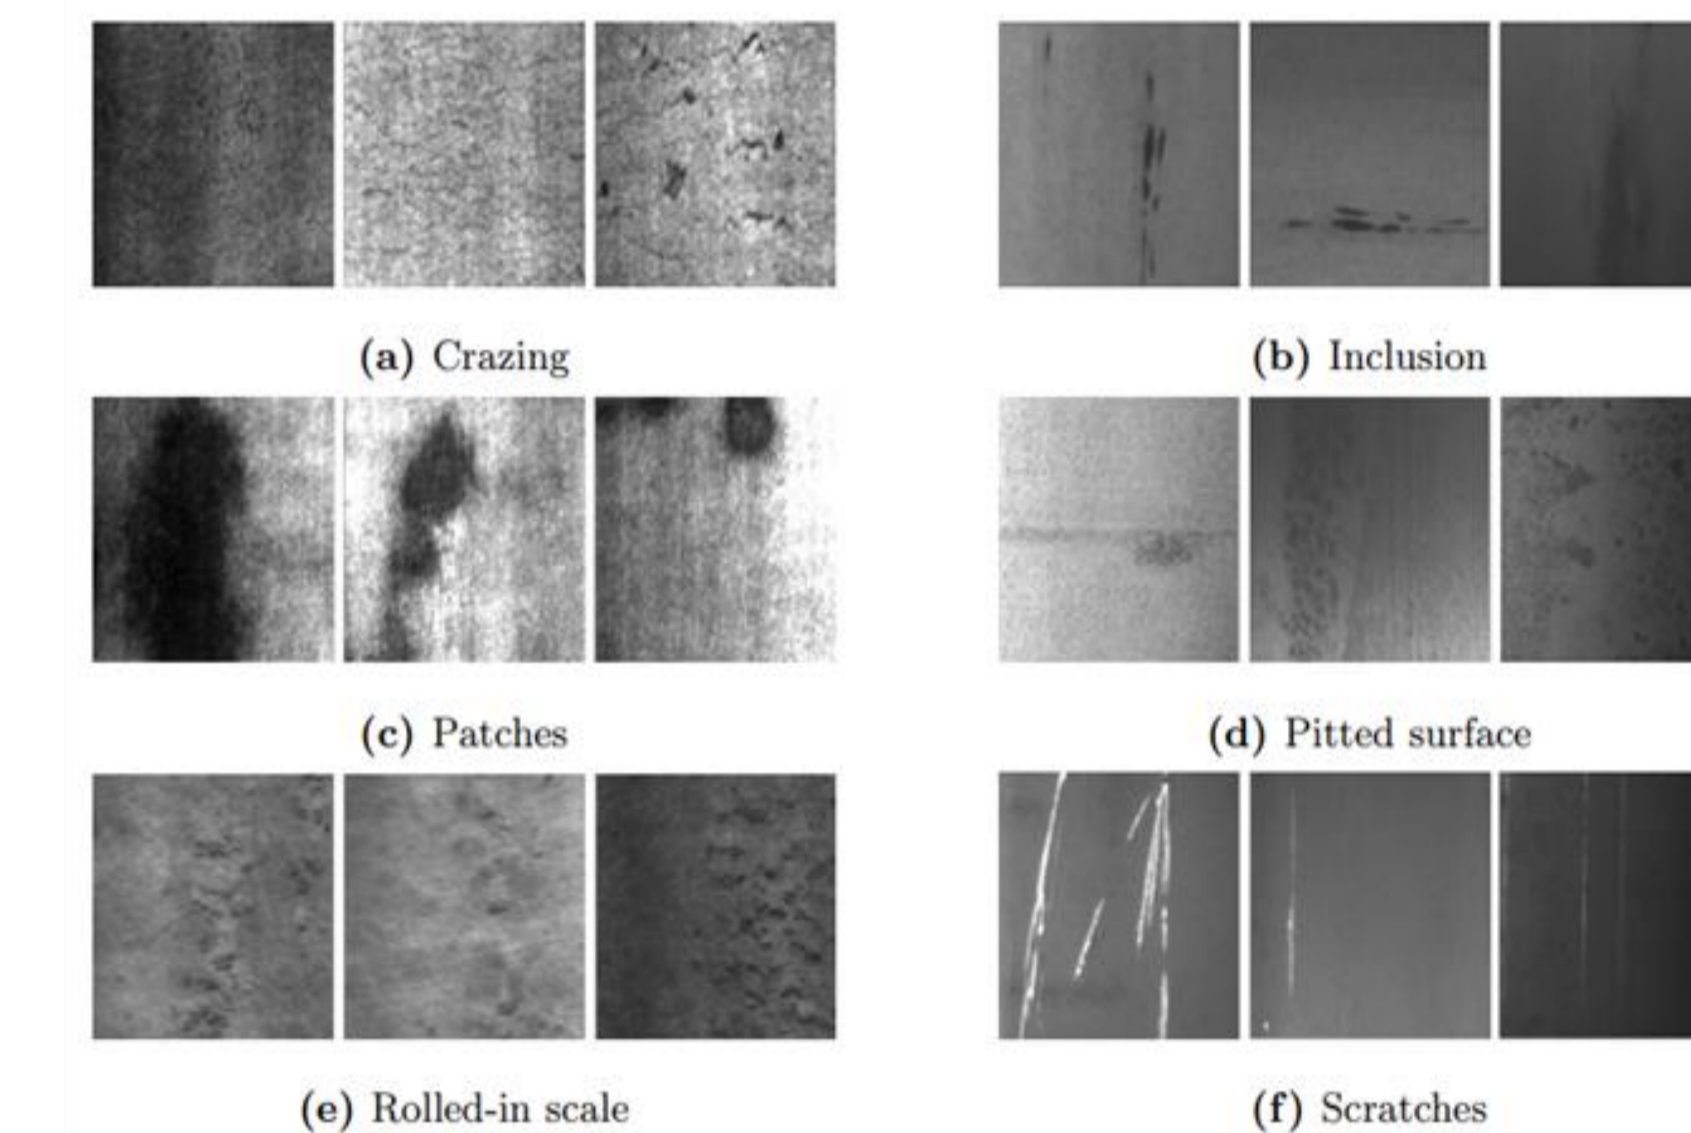 (a) Crazing
(b) Inclusion
(c) Patches
(d) Pitted surface
(e) Rolled-in scale
(f) Scratches